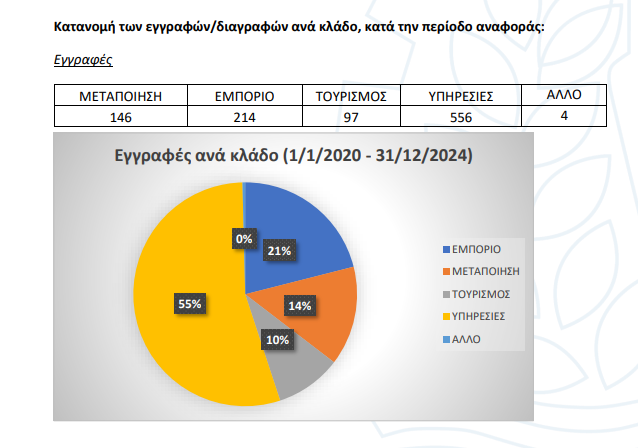 Κατανομή των εγγραφών/διαγραφών ανά κλάδο, κατά την περίοδο αναφοράς:
Εγγραφές
ΜΕΤΑΠΟΙΗΣΗ ΕΜΠΟΡΙΟ ΤΟΥΡΙΣΜΟΣ ΥΠΗΡΕΣΙΕΣ ΑΛΛΟ
146 214 97 556 4
Εγγραφές ανά κλάδο (1/1/2020 - 31/12/2024)
0%
21%
55%
14%
10%
ΕΜΠΟΡΙΟ
ΜΕΤΑΠΟΙΗΣΗ
ΤΟΥΡΙΣΜΟΣ
ΥΠΗΡΕΣΙΕΣ
ΑΛΛΟ